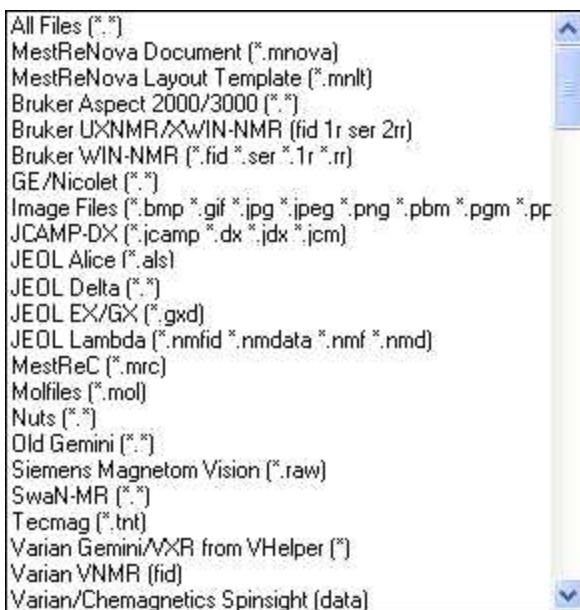 All Files (*.*)
MestReNova Document (*.mnova)
MestReNova Layout Template (*.mnlt)
Bruker Aspect 2000/3000 (*.*)
Bruker UXNMR/XWIN-NMR (fid 1r ser 2rr)
Bruker WIN-NMR (*.fid *.ser *.1r *.rr)
GE/Nicolet (*.*)
Image Files (*.bmp *.gif *.jpg *.jpeg *.png *.pbm *.pgm *.pp
JCAMP-DX (*.jcamp *.dx *.jdx *.jcm)
JEOL Alice (*.als)
JEOL Delta (*.*)
JEOL EX/GX (*.gxd)
JEOL Lambda (*.nmfid *.nmdata *.nmf *.nmd)
MestReC (*.mrc)
Molfiles (*.mol)
Nuts (*.*)
Old Gemini (*.*)
Siemens Magnetom Vision (*.raw)
SwaN-MR (*.*)
Tecmag (*.tnt)
Varian Gemini/VXR from VHelper (*)
Varian VNMR (fid)
Varian/Chemagnetics Spinsight (data)